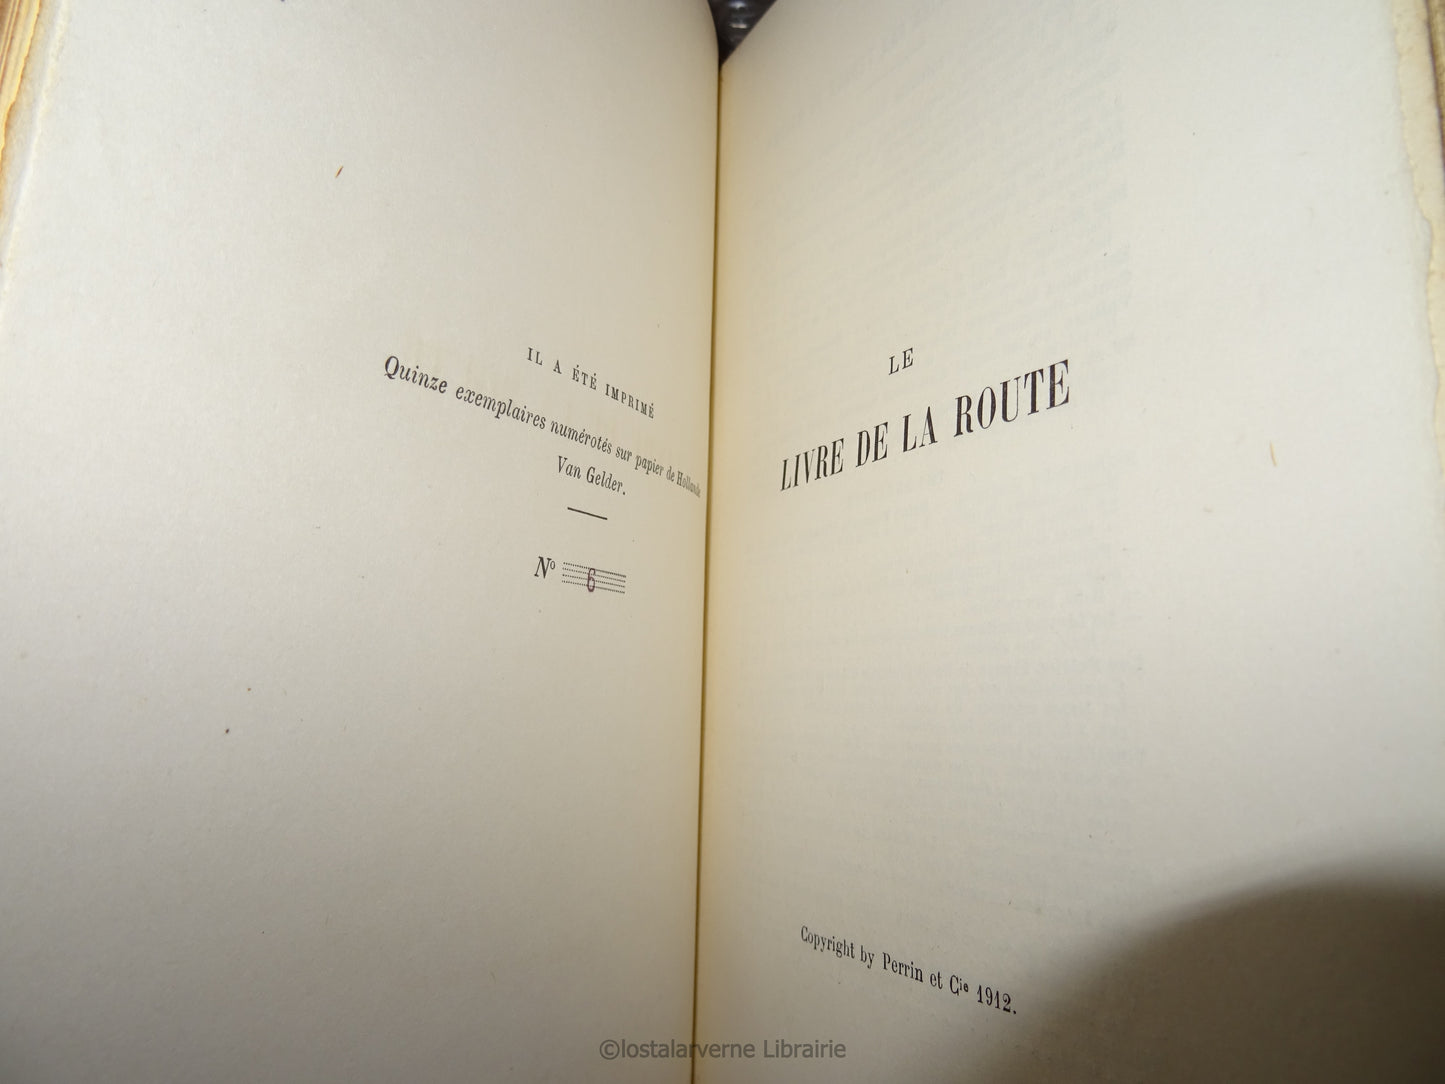 IL A ÉTÉ IMPRIMÉ
Quinze exemplaires numérotés sur papier de Hollande
Van Gelder.
Nº 6
LE
LIVRE DE LA ROUTE
Copyright by Perrin et Cie 1912.
©lostalarverne Librairie